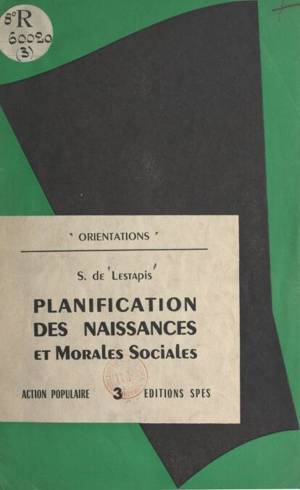 8°R
60020
(3)
" ORIENTATIONS "
S. de Lestapis
PLANIFICATION
DES NAISSANCES
ET MORALES SOCIALES
ACTION POPULAIRE 3 EDITIONS SPES